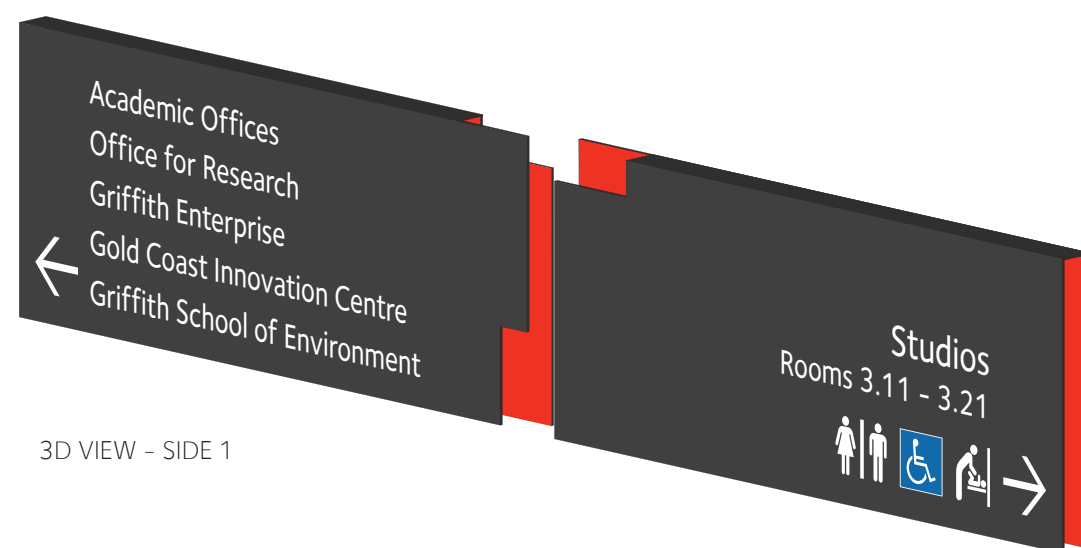 Academic Offices
Office for Research
Griffith Enterprise
Gold Coast Innovation Centre
Griffith School of Environment
Studios
Rooms 3.11 – 3.21
3D VIEW – SIDE 1